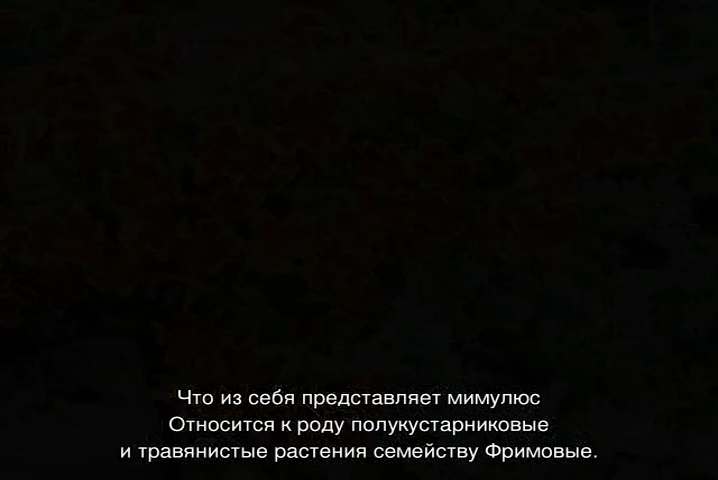 Что из себя представляет мимулюс
Относится к роду полукустарниковые
и травянистые растения семейству Фримовые.